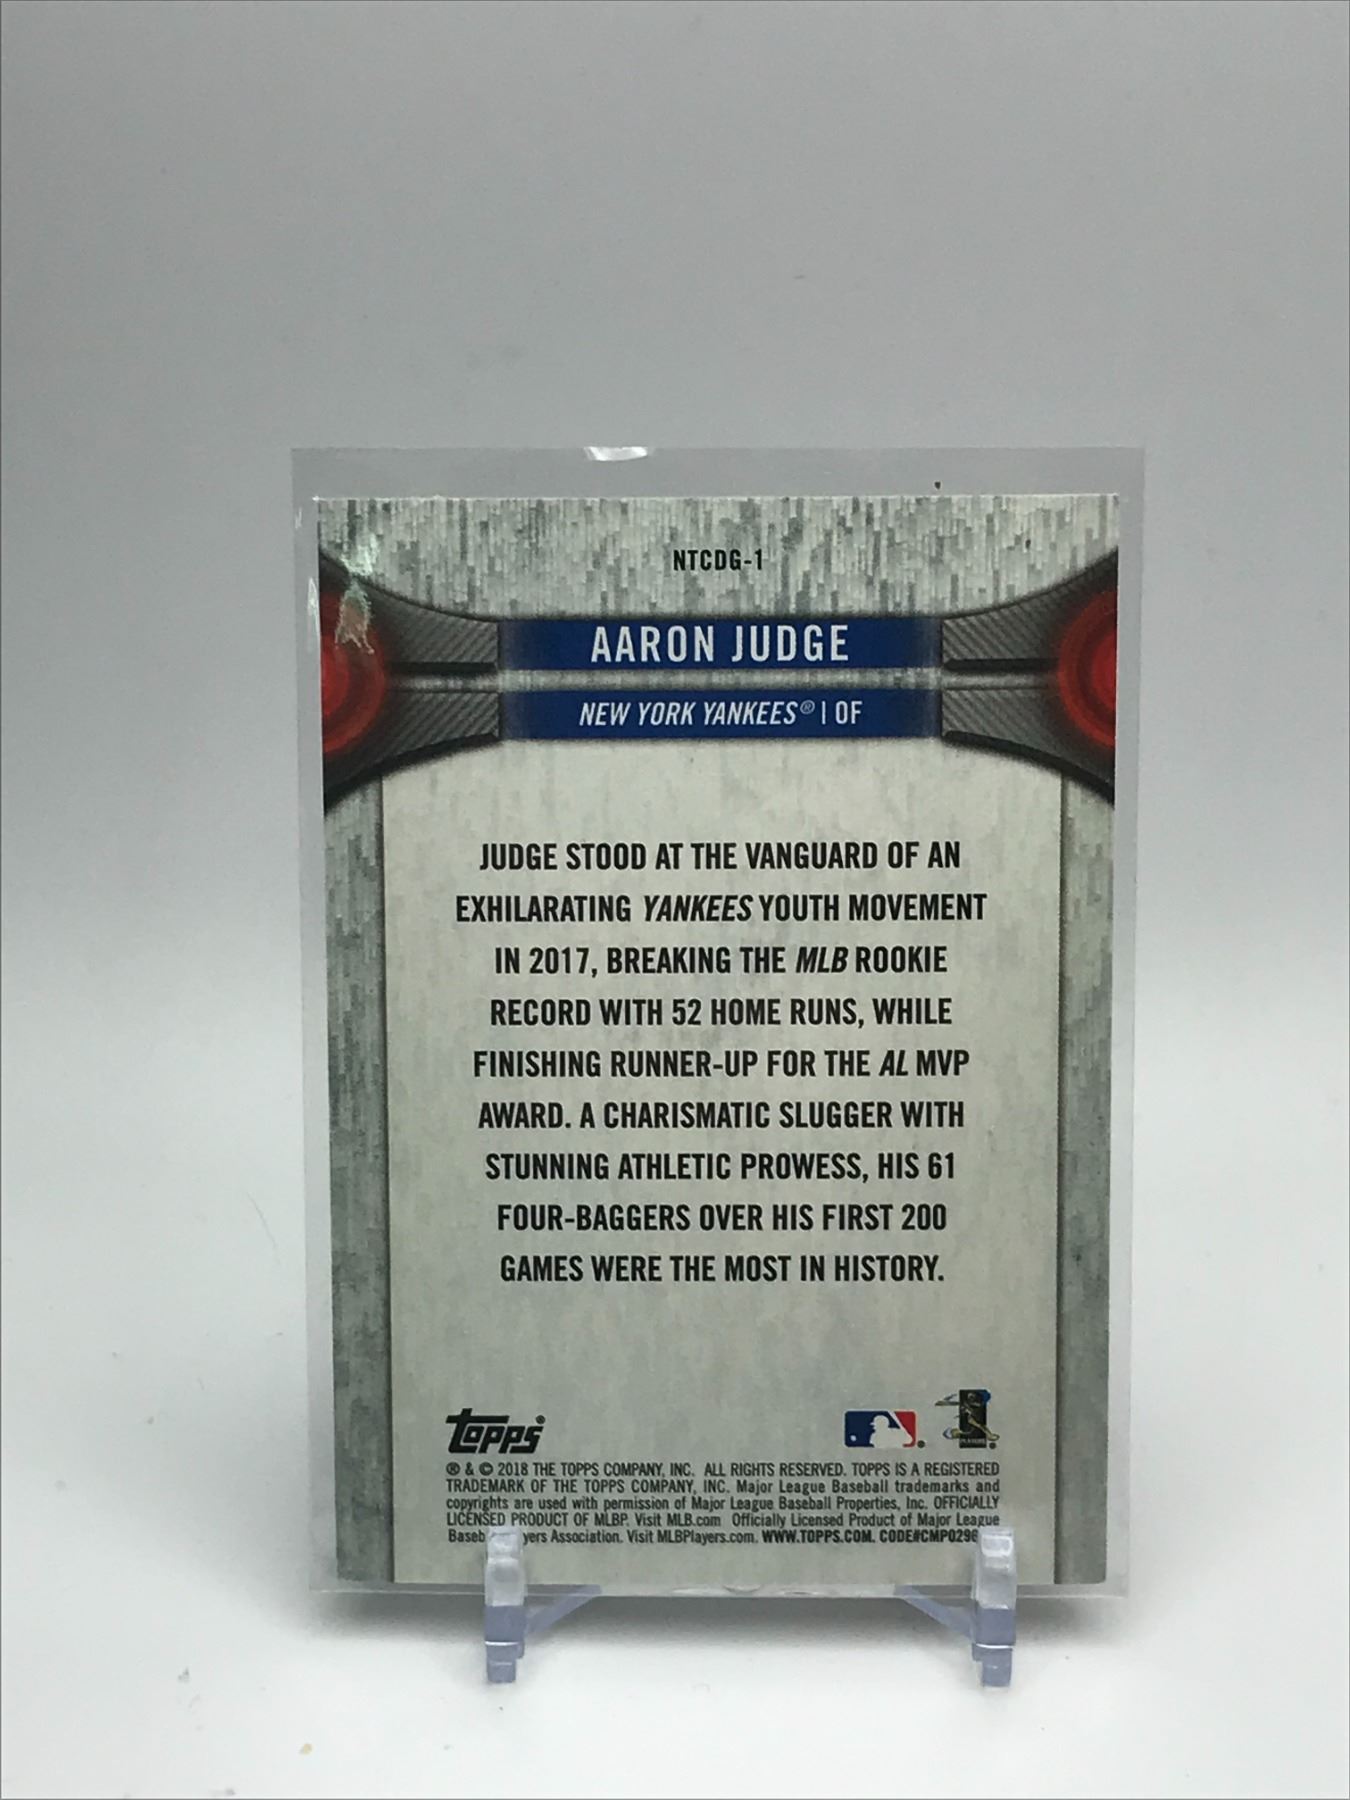 NTCDG-1
AARON JUDGE
NEW YORK YANKEES® | OF
JUDGE STOOD AT THE VANGUARD OF AN
EXHILARATING YANKEES YOUTH MOVEMENT
IN 2017, BREAKING THE MLB ROOKIE
RECORD WITH 52 HOME RUNS, WHILE
FINISHING RUNNER-UP FOR THE AL MVP
AWARD. A CHARISMATIC SLUGGER WITH
STUNNING ATHLETIC PROWESS, HIS 61
FOUR-BAGGERS OVER HIS FIRST 200
GAMES WERE THE MOST IN HISTORY.
topps®
® & © 2018 THE TOPPS COMPANY, INC. ALL RIGHTS RESERVED. TOPPS IS A REGISTERED
TRADEMARK OF THE TOPPS COMPANY, INC. Major League Baseball trademarks and
copyrights are used with permission of Major League Baseball Properties, Inc. OFFICIALLY
LICENSED PRODUCT OF MLBP. Visit MLB.com Officially Licensed Product of Major League
Association. Visit MLBPlayers.com. WWW.TOPPS.COM.